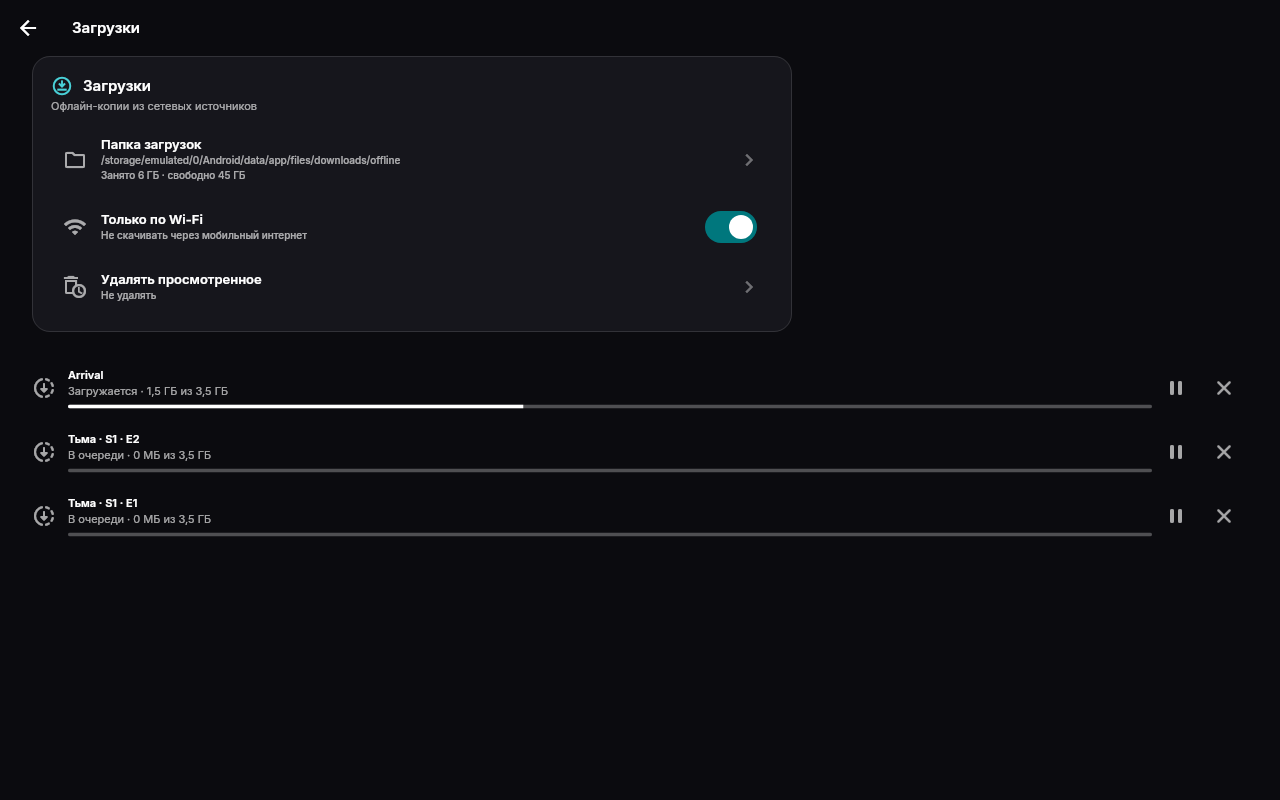 Загрузки
Загрузки
Офлайн-копии из сетевых источников
Папка загрузок
/storage/emulated/0/Android/data/app/files/downloads/offline
Занято 6 ГБ · свободно 45 ГБ
Только по Wi-Fi
Не скачивать через мобильный интернет
Удалять просмотренное
Не удалять
Arrival
Загружается · 1,5 ГБ из 3,5 ГБ
Тьма · S1 · E2
В очереди · 0 МБ из 3,5 ГБ
Тьма · S1 · E1
В очереди · 0 МБ из 3,5 ГБ